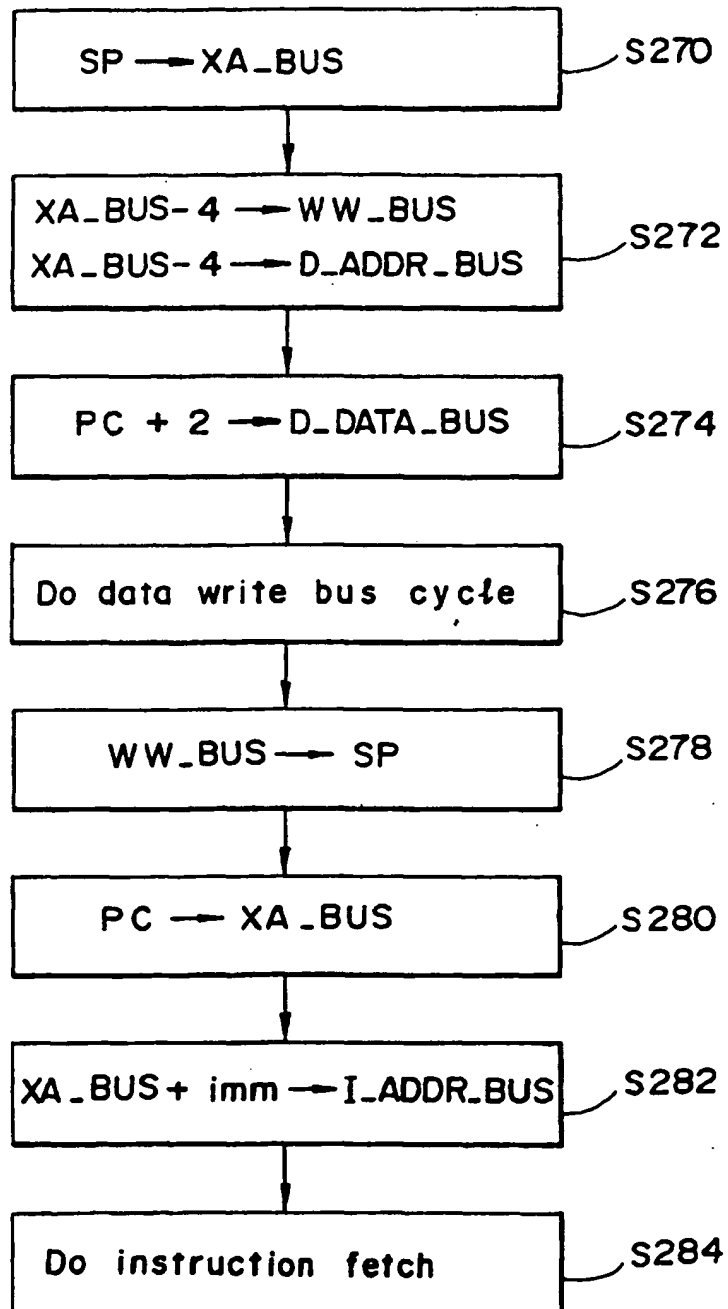 SP → XA_BUS
S270
XA_BUS-4 → WW_BUS
XA_BUS-4 → D_ADDR_BUS
S272
PC + 2 → D_DATA_BUS
S274
Do data write bus cycle
S276
WW_BUS → SP
S278
PC → XA_BUS
S280
XA_BUS + imm → I_ADDR_BUS
S282
Do instruction fetch
S284